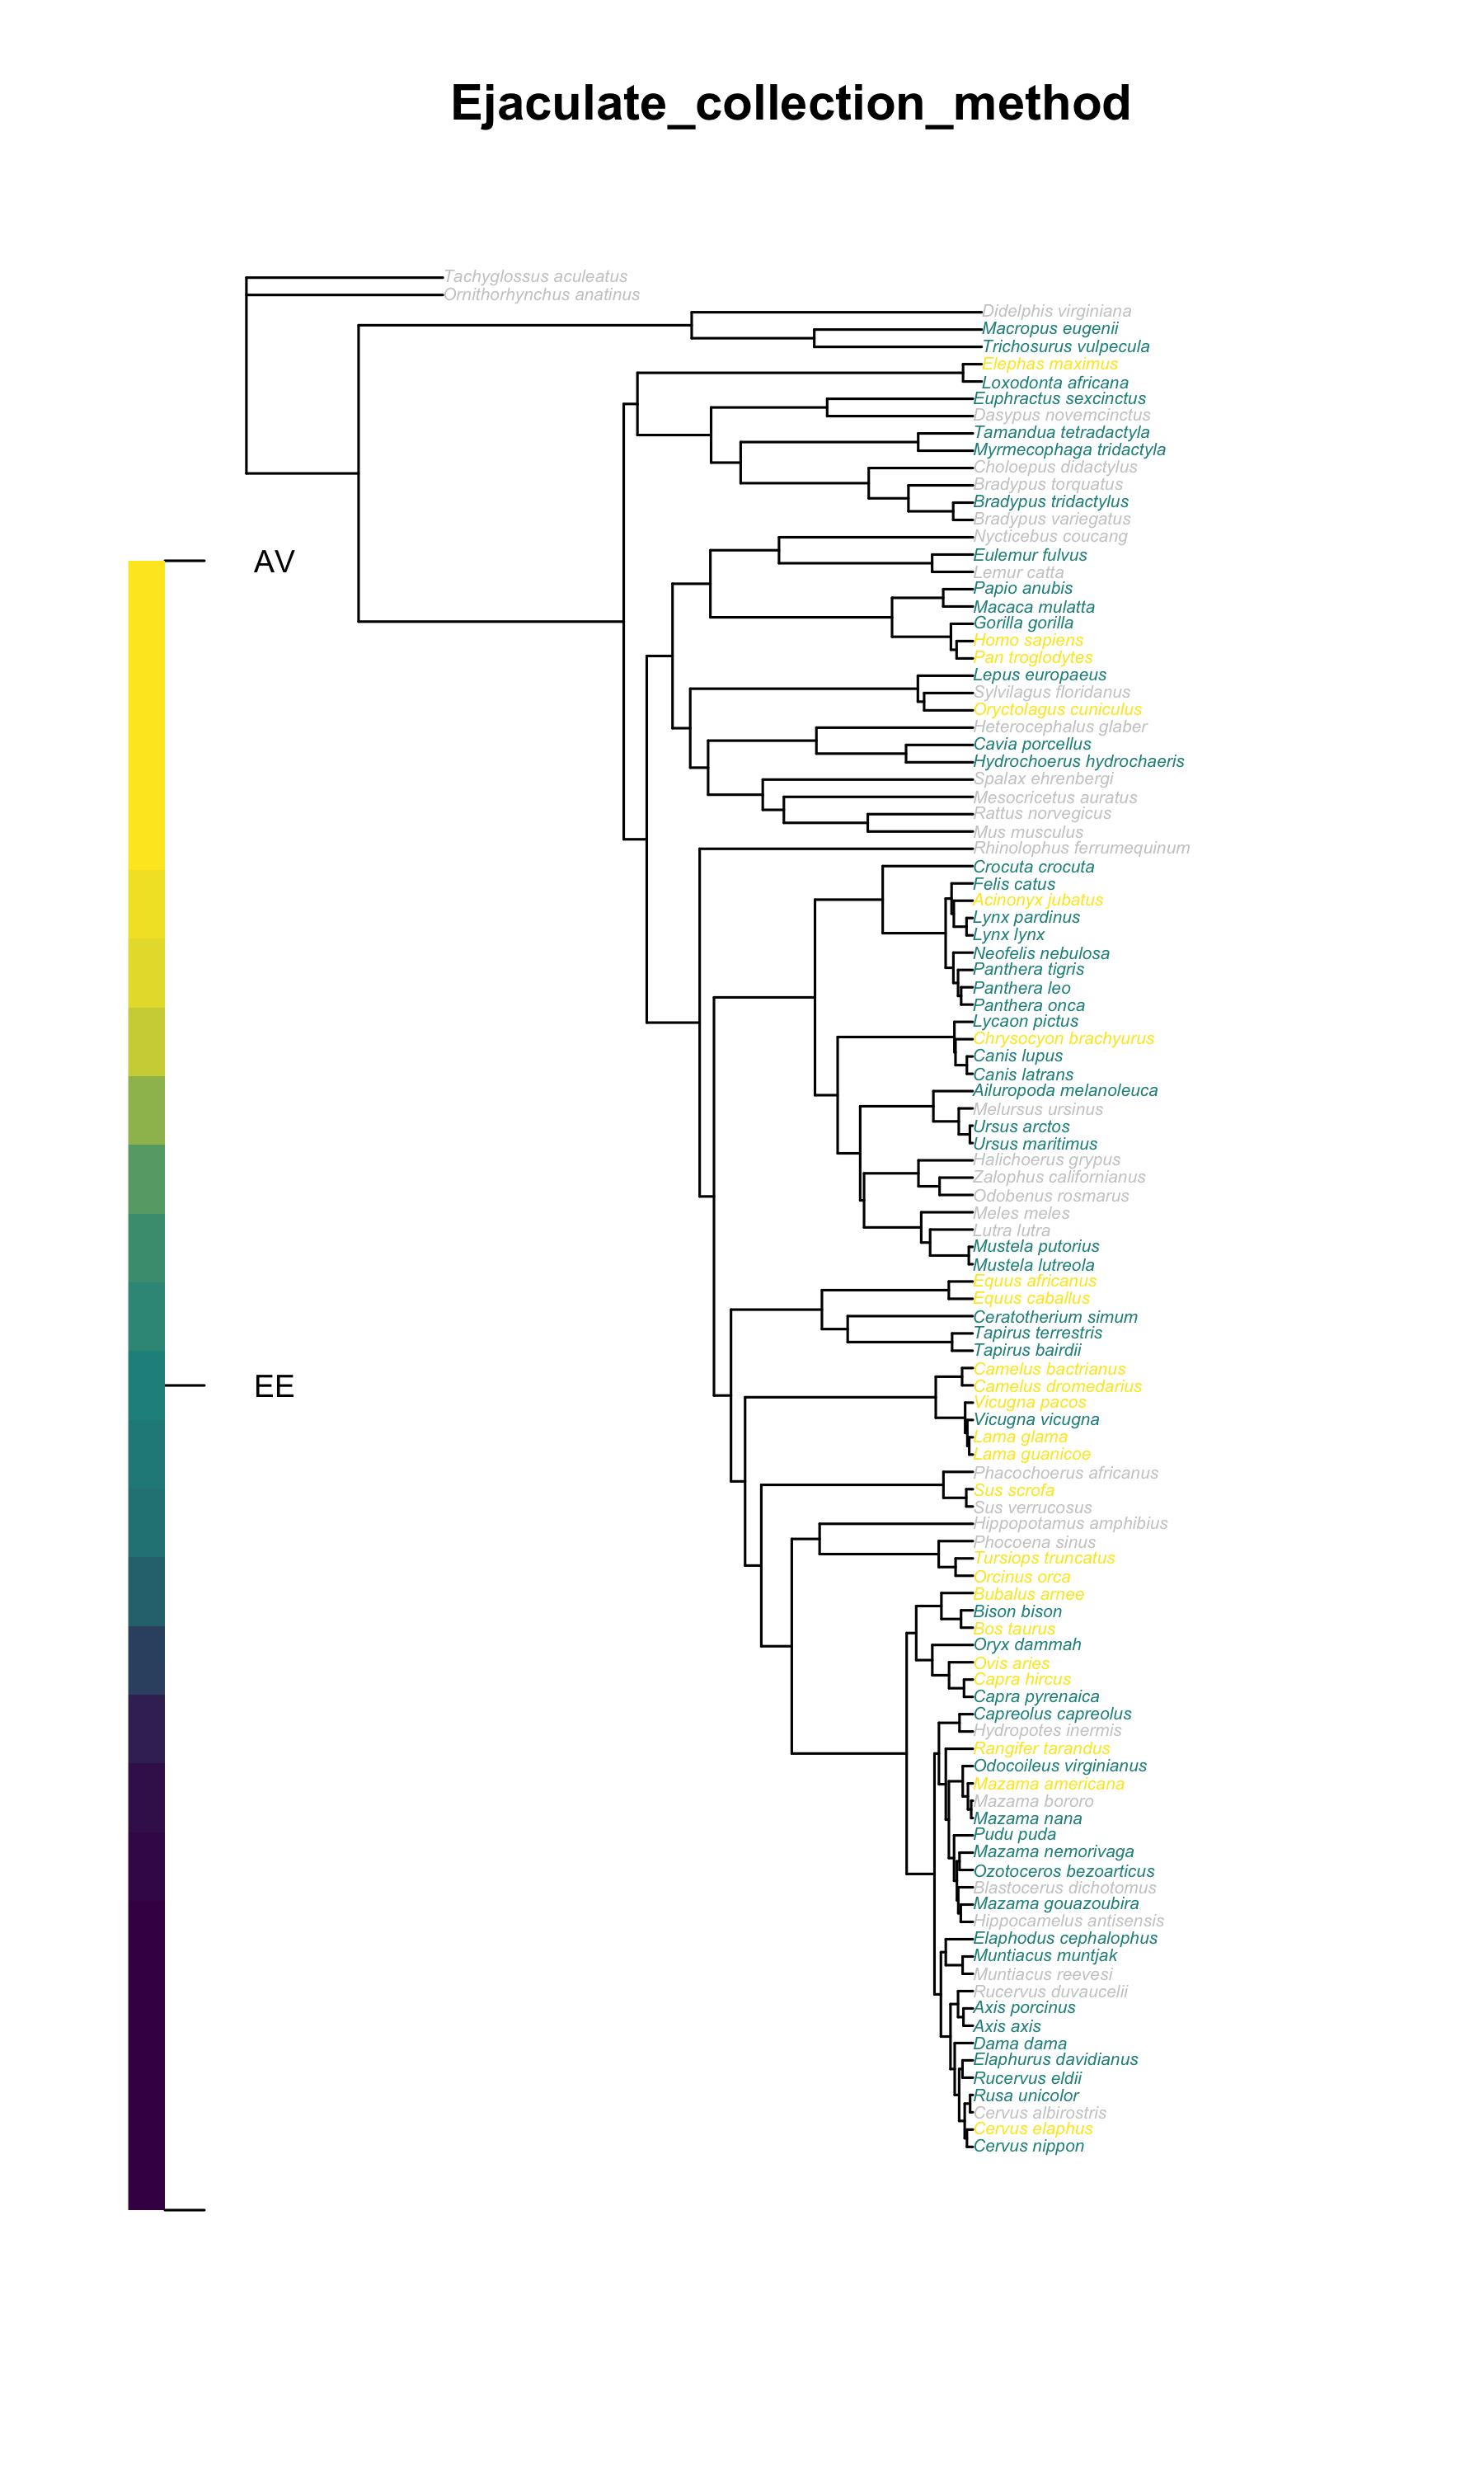 Ejaculate_collection_method
Tachyglossus aculeatus
Ornithorhynchus anatinus
Didelphis virginiana
Macropus eugenii
Trichosurus vulpecula
Elephas maximus
Loxodonta africana
Euphractus sexcinctus
Dasypus novemcinctus
Tamandua tetradactyla
Myrmecophaga tridactyla
Choloepus didactylus
Bradypus torquatus
Bradypus tridactylus
Bradypus variegatus
Nycticebus coucang
Eulemur fulvus
AV
Lemur catta
Papio anubis
Macaca mulatta
Gorilla gorilla
Homo sapiens
Pan troglodytes
Lepus europaeus
Sylvilagus floridanus
Oryctolagus cuniculus
Heterocephalus glaber
Cavia porcellus
Hydrochoerus hydrochaeris
Spalax ehrenbergi
Mesocricetus auratus
Rattus norvegicus
Mus musculus
Rhinolophus ferrumequinum
Crocuta crocuta
Felis catus
Acinonyx jubatus
Lynx pardinus
Lynx lynx
Neofelis nebulosa
Panthera tigris
Panthera leo
Panthera onca
Lycaon pictus
Chrysocyon brachyurus
Canis lupus
Canis latrans
Ailuropoda melanoleuca
Melursus ursinus
Ursus arctos
Ursus maritimus
Halichoerus grypus
Zalophus californianus
Odobenus rosmarus
Meles meles
Lutra lutra
Mustela putorius
Mustela lutreola
Equus africanus
Equus caballus
Ceratotherium simum
Tapirus terrestris
Tapirus bairdii
Camelus bactrianus
EE
Camelus dromedarius
Vicugna pacos
Vicugna vicugna
Lama glama
Lama guanicoe
Phacochoerus africanus
Sus scrofa
Sus verrucosus
Hippopotamus amphibius
Phocoena sinus
Tursiops truncatus
Orcinus orca
Bubalus arnee
Bison bison
Bos taurus
Oryx dammah
Ovis aries
Capra hircus
Capra pyrenaica
Capreolus capreolus
Hydropotes inermis
Rangifer tarandus
Odocoileus virginianus
Mazama americana
Mazama bororo
Mazama nana
Pudu puda
Mazama nemorivaga
Ozotoceros bezoarticus
Blastocerus dichotomus
Mazama gouazoubira
Hippocamelus antisensis
Elaphodus cephalophus
Muntiacus muntjak
Muntiacus reevesi
Rucervus duvaucelii
Axis porcinus
Axis axis
Dama dama
Elaphurus davidianus
Rucervus eldii
Rusa unicolor
Cervus albirostris
Cervus elaphus
Cervus nippon